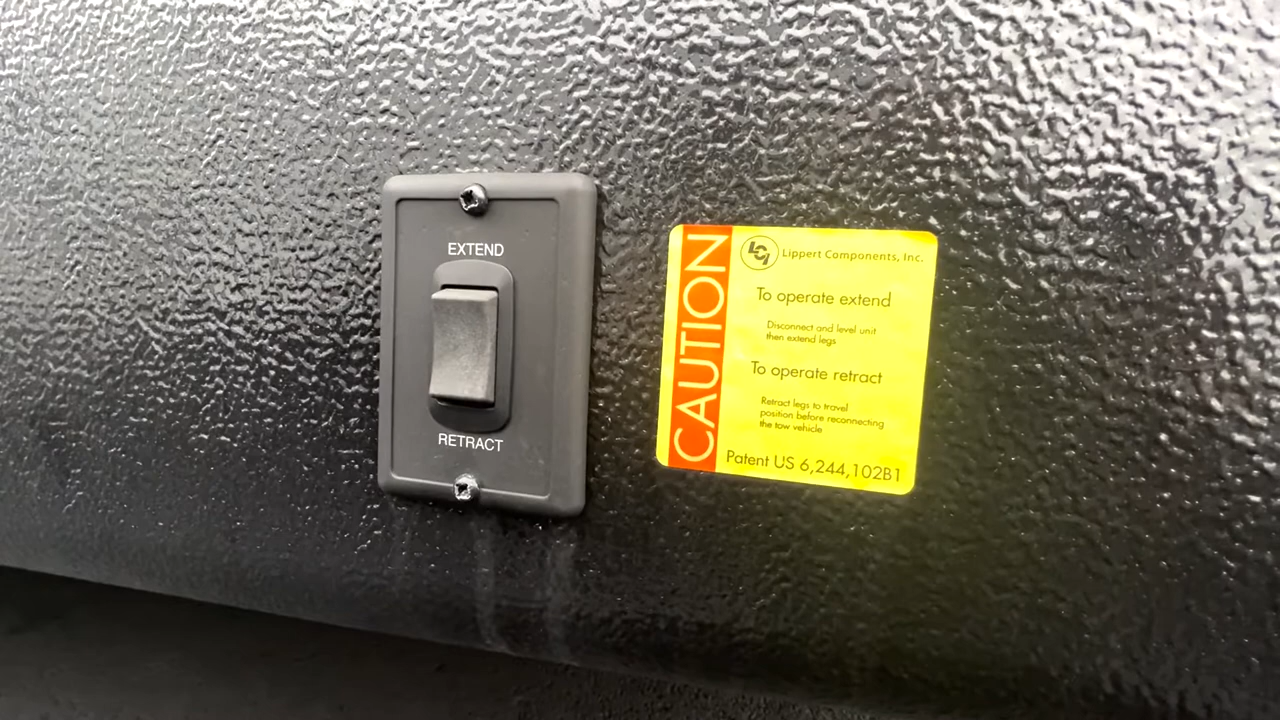 EXTEND
RETRACT
CAUTION
LCI Lippert Components, Inc.
To operate extend
Disconnect and level unit
then extend legs
To operate retract
Retract legs to travel
position before reconnecting
the tow vehicle
Patent US 6,244,102B1